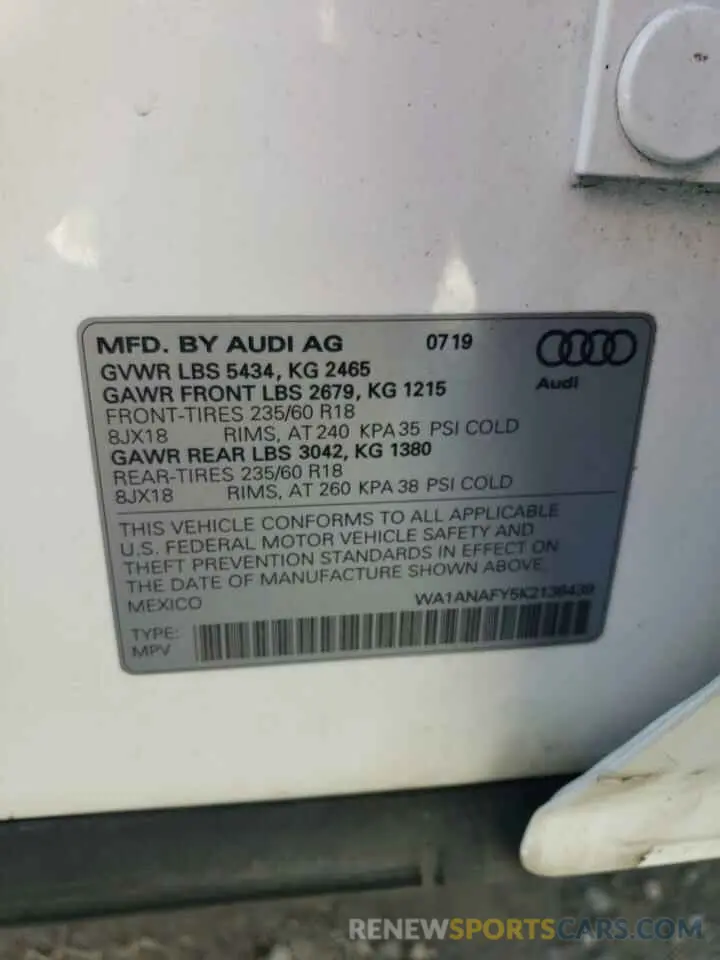 MFD. BY AUDI AG 0719
GVWR LBS 5434, KG 2465
GAWR FRONT LBS 2679, KG 1215
Audi
FRONT-TIRES 235/60 R18
8JX18 RIMS, AT 240 KPA 35 PSI COLD
GAWR REAR LBS 3042, KG 1380
REAR-TIRES 235/60 R18
8JX18 RIMS, AT 260 KPA 38 PSI COLD
THIS VEHICLE CONFORMS TO ALL APPLICABLE
U.S. FEDERAL MOTOR VEHICLE SAFETY AND
THEFT PREVENTION STANDARDS IN EFFECT ON
THE DATE OF MANUFACTURE SHOWN ABOVE.
MEXICO WA1ANAFY5K2136439
TYPE:
MPV
RENEWSPORTSCARS.COM